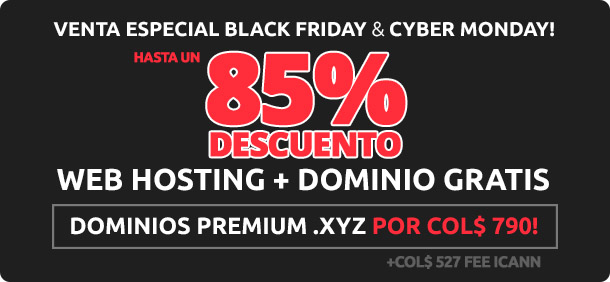 VENTA ESPECIAL BLACK FRIDAY & CYBER MONDAY!
HASTA UN
85%
DESCUENTO
WEB HOSTING + DOMINIO GRATIS
DOMINIOS PREMIUM .XYZ POR COL$ 790!
+COL$ 527 FEE ICANN